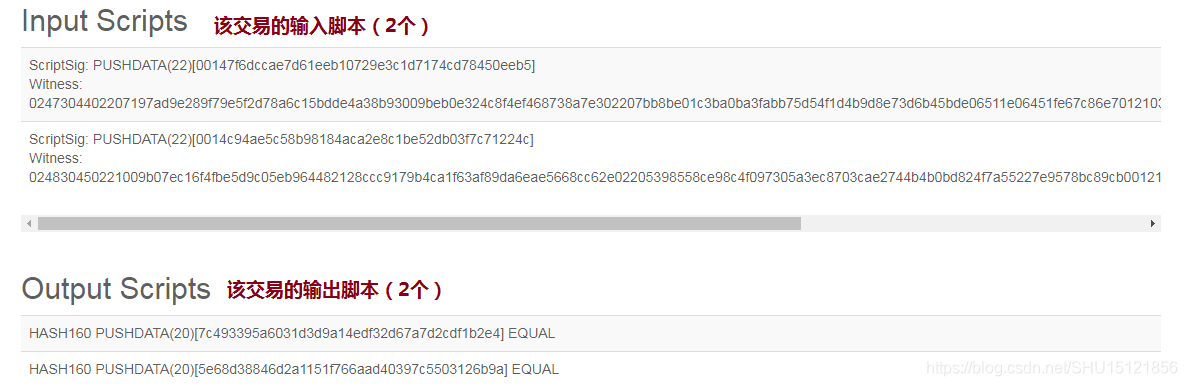 Input Scripts 该交易的输入脚本（2个）
ScriptSig: PUSHDATA(22)[00147f6dccae7d61eeb10729e3c1d7174cd78450eeb5]
Witness:
0247304402207197ad9e289f79e5f2d78a6c15bdde4a38b93009beb0e324c8f4ef468738a7e302207bb8be01c3ba0ba3fabb75d54f1d4b9d8e73d6b45bde06511e06451fe67c86e7012103
ScriptSig: PUSHDATA(22)[0014c94ae5c58b98184aca2e8c1be52db03f7c71224c]
Witness:
024830450221009b07ec16f4fbe5d9c05eb964482128ccc9179b4ca1f63af89da6eae5668cc62e02205398558ce98c4f097305a3ec8703cae2744b4b0bd824f7a55227e9578bc89cb00121
Output Scripts 该交易的输出脚本（2个）
HASH160 PUSHDATA(20)[7c493395a6031d3d9a14edf32d67a7d2cdf1b2e4] EQUAL
HASH160 PUSHDATA(20)[5e68d38846d2a1151f766aad40397c5503126b9a] EQUAL
https://blog.csdn.net/SHU15121856